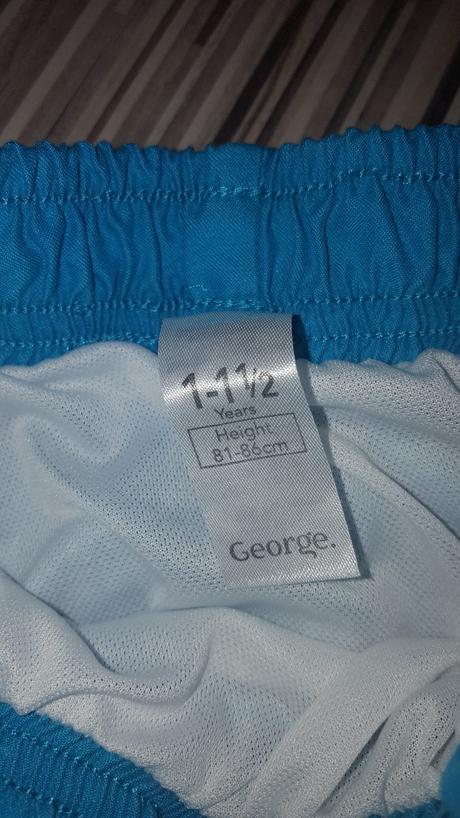 1-1½
Years
Height
81-86cm
George.